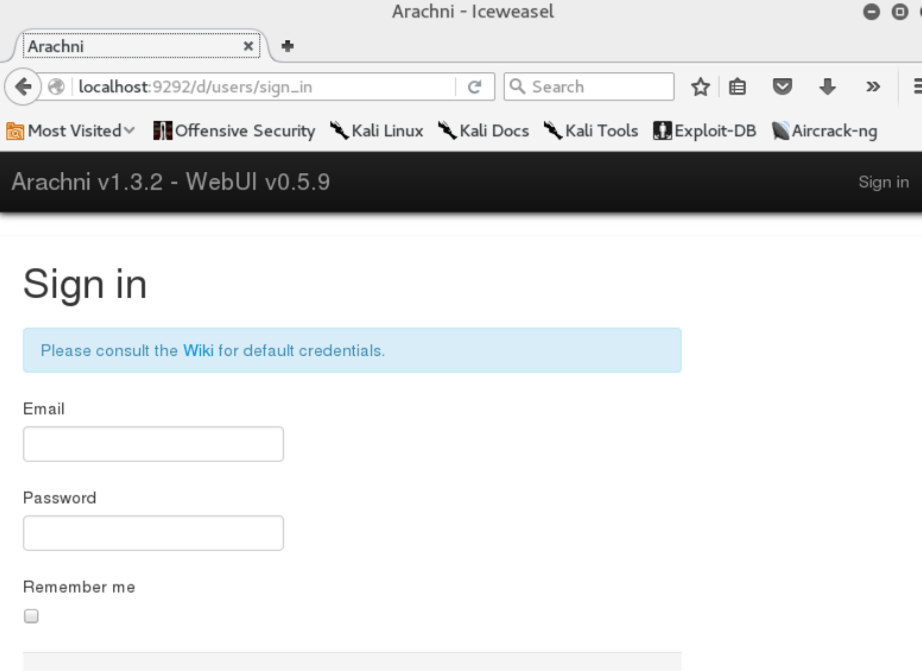 Arachni - Iceweasel
Arachni
localhost:9292/d/users/sign_in
Search
Most Visited Offensive Security Kali Linux Kali Docs Kali Tools Exploit-DB Aircrack-ng
Arachni v1.3.2 - WebUI v0.5.9 Sign in
Sign in
Please consult the Wiki for default credentials.
Email
Password
Remember me